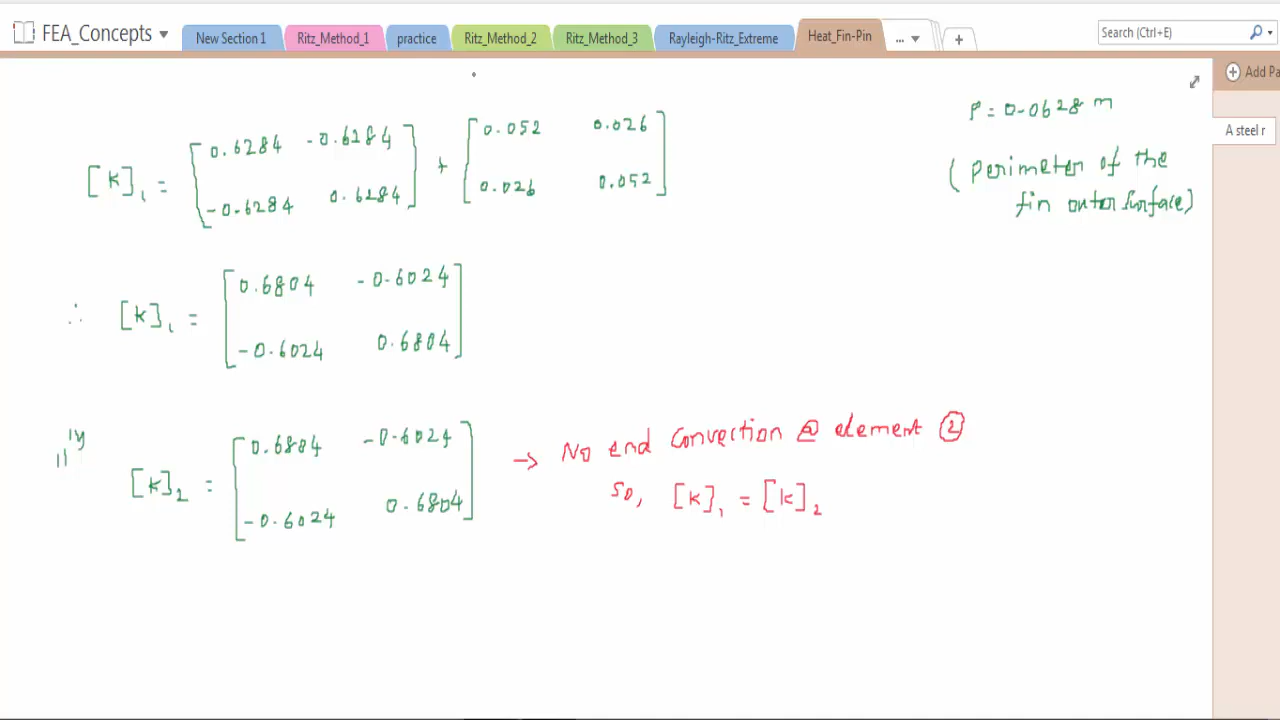 FEA_Concepts
New Section 1 Ritz_Method_1 practice Ritz_Method_2 Ritz_Method_3 Rayleigh-Ritz_Extreme Heat_Fin-Pin ... +
Search (Ctrl+E)
Add Pa
A steel r
P = 0.0628 m
(Perimeter of the
fin outer surface)
[K]₁ = [0.6284 -0.6284 + [0.052 0.026
-0.6284 0.6284] 0.026 0.052]
∴ [K]₁ = [0.6804 -0.6024
-0.6024 0.6804]
||ly [K]₂ = [0.6804 -0.6024
-0.6024 0.6804]
→ No end convection @ element ②
so, [K]₁ = [K]₂